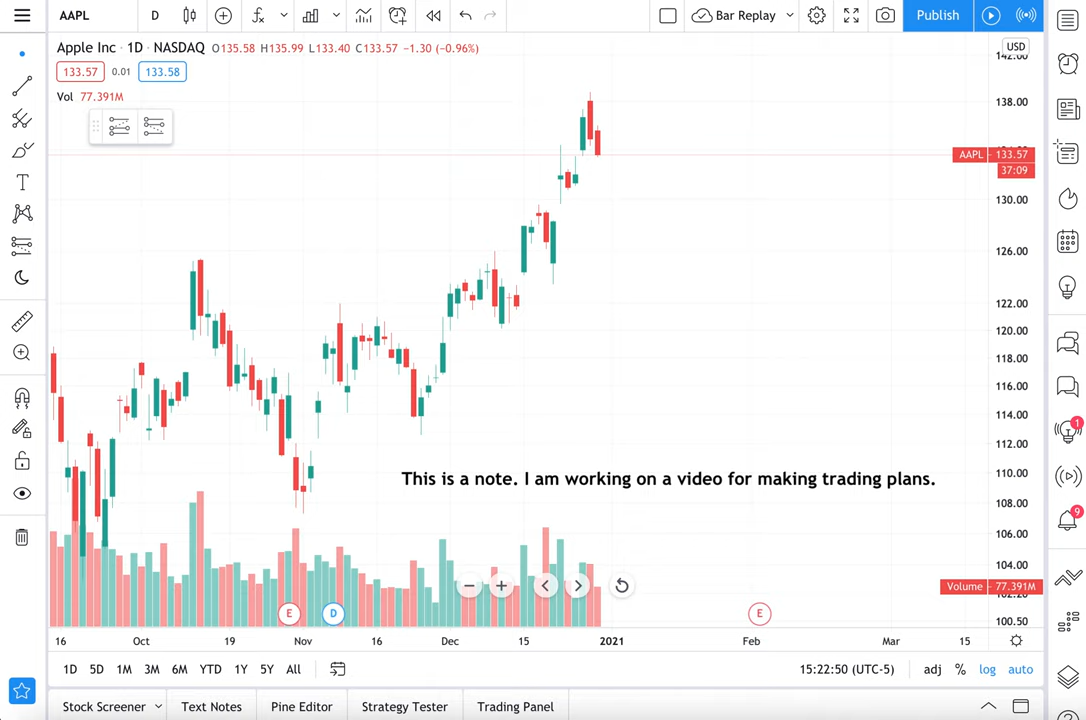 AAPL D Bar Replay Publish
Apple Inc · 1D · NASDAQ O135.58 H135.99 L133.40 C133.57 −1.30 (−0.96%) USD
133.57 0.01 133.58
Vol 77.391M
142.00
138.00
AAPL 133.57
37:09
130.00
126.00
122.00
120.00
118.00
116.00
114.00
112.00
1
This is a note. I am working on a video for making trading plans.
110.00
108.00
9
106.00
104.00
Volume 77.391M
E D E
100.50
16 Oct 19 Nov 16 Dec 15 2021 Feb Mar 15
1D 5D 1M 3M 6M YTD 1Y 5Y All 15:22:50 (UTC-5) adj % log auto
Stock Screener Text Notes Pine Editor Strategy Tester Trading Panel